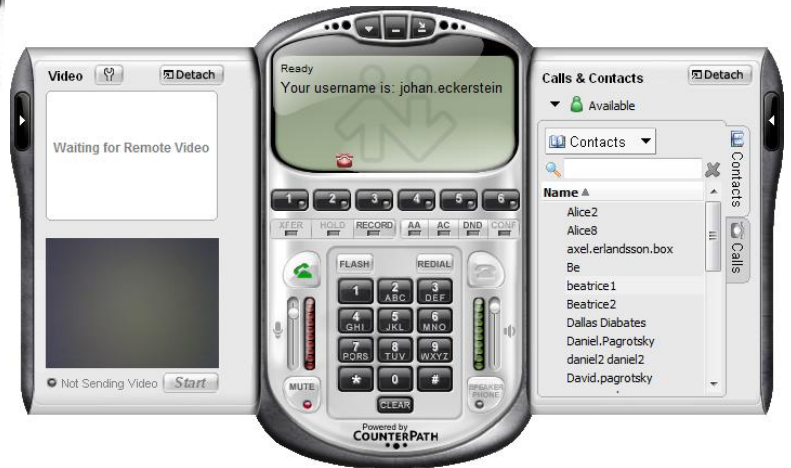 Video
Detach
Waiting for Remote Video
Not Sending Video
Start
Ready
Your username is: johan.eckerstein
1 2 3 4 5 6
XFER HOLD RECORD AA AC DND CONF
FLASH REDIAL
1 2 ABC 3 DEF
4 GHI 5 JKL 6 MNO
7 PQRS 8 TUV 9 WXYZ
* 0 #
CLEAR
MUTE
SPEAKER
PHONE
Powered by
COUNTERPATH
Calls & Contacts
Detach
Available
Contacts
Name
Alice2
Alice8
axel.erlandsson.box
Be
beatrice1
Beatrice2
Dallas Diabates
Daniel.Pagrotsky
daniel2 daniel2
David.pagrotsky
Contacts
Calls